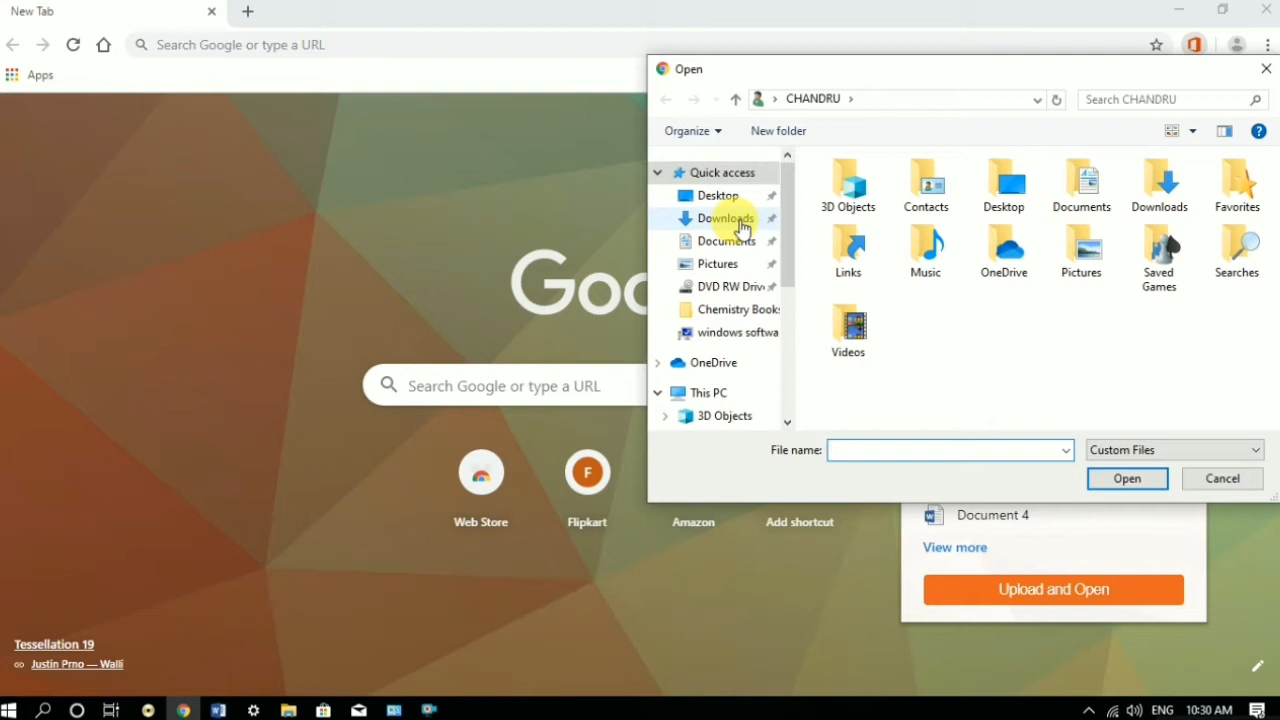 New Tab
Search Google or type a URL
Apps
Open
CHANDRU
Search CHANDRU
Organize
New folder
Quick access
Desktop
Downloads
Documents
Pictures
DVD RW Driv
Chemistry Books
windows softwa
OneDrive
This PC
3D Objects
3D Objects
Contacts
Desktop
Documents
Downloads
Favorites
Links
Music
OneDrive
Pictures
Saved
Games
Searches
Videos
File name:
Custom Files
Open
Cancel
Goo
Search Google or type a URL
F
Web Store
Flipkart
Amazon
Add shortcut
Document 4
View more
Upload and Open
Tessellation 19
Justin Prno — Walli
ENG
10:30 AM